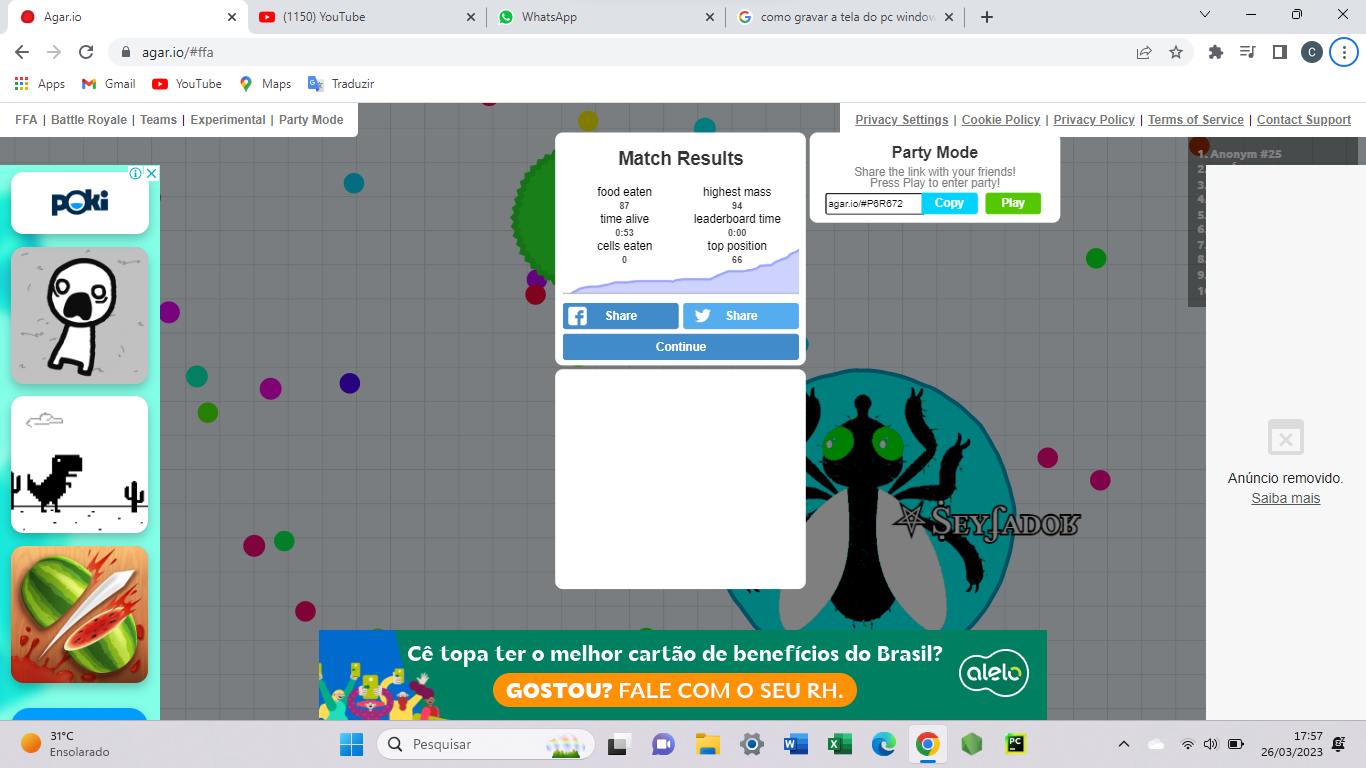 Agar.io
(1150) YouTube
WhatsApp
como gravar a tela do pc window
agar.io/#ffa
C
Apps
Gmail
YouTube
Maps
Traduzir
FFA | Battle Royale | Teams | Experimental | Party Mode
Privacy Settings | Cookie Policy | Privacy Policy | Terms of Service | Contact Support
poki
Match Results
food eaten
highest mass
87
94
time alive
leaderboard time
0:53
0:00
cells eaten
top position
0
66
Share
Share
Continue
Party Mode
Share the link with your friends!
Press Play to enter party!
agar.io/#P6R672
Copy
Play
1. Anonym #25
2.
3.
4.
5.
6.
7.
8.
9.
Anúncio removido.
Saiba mais
Cê topa ter o melhor cartão de benefícios do Brasil?
GOSTOU? FALE COM O SEU RH.
alelo
31°C
Ensolarado
Pesquisar
17:57
26/03/2023